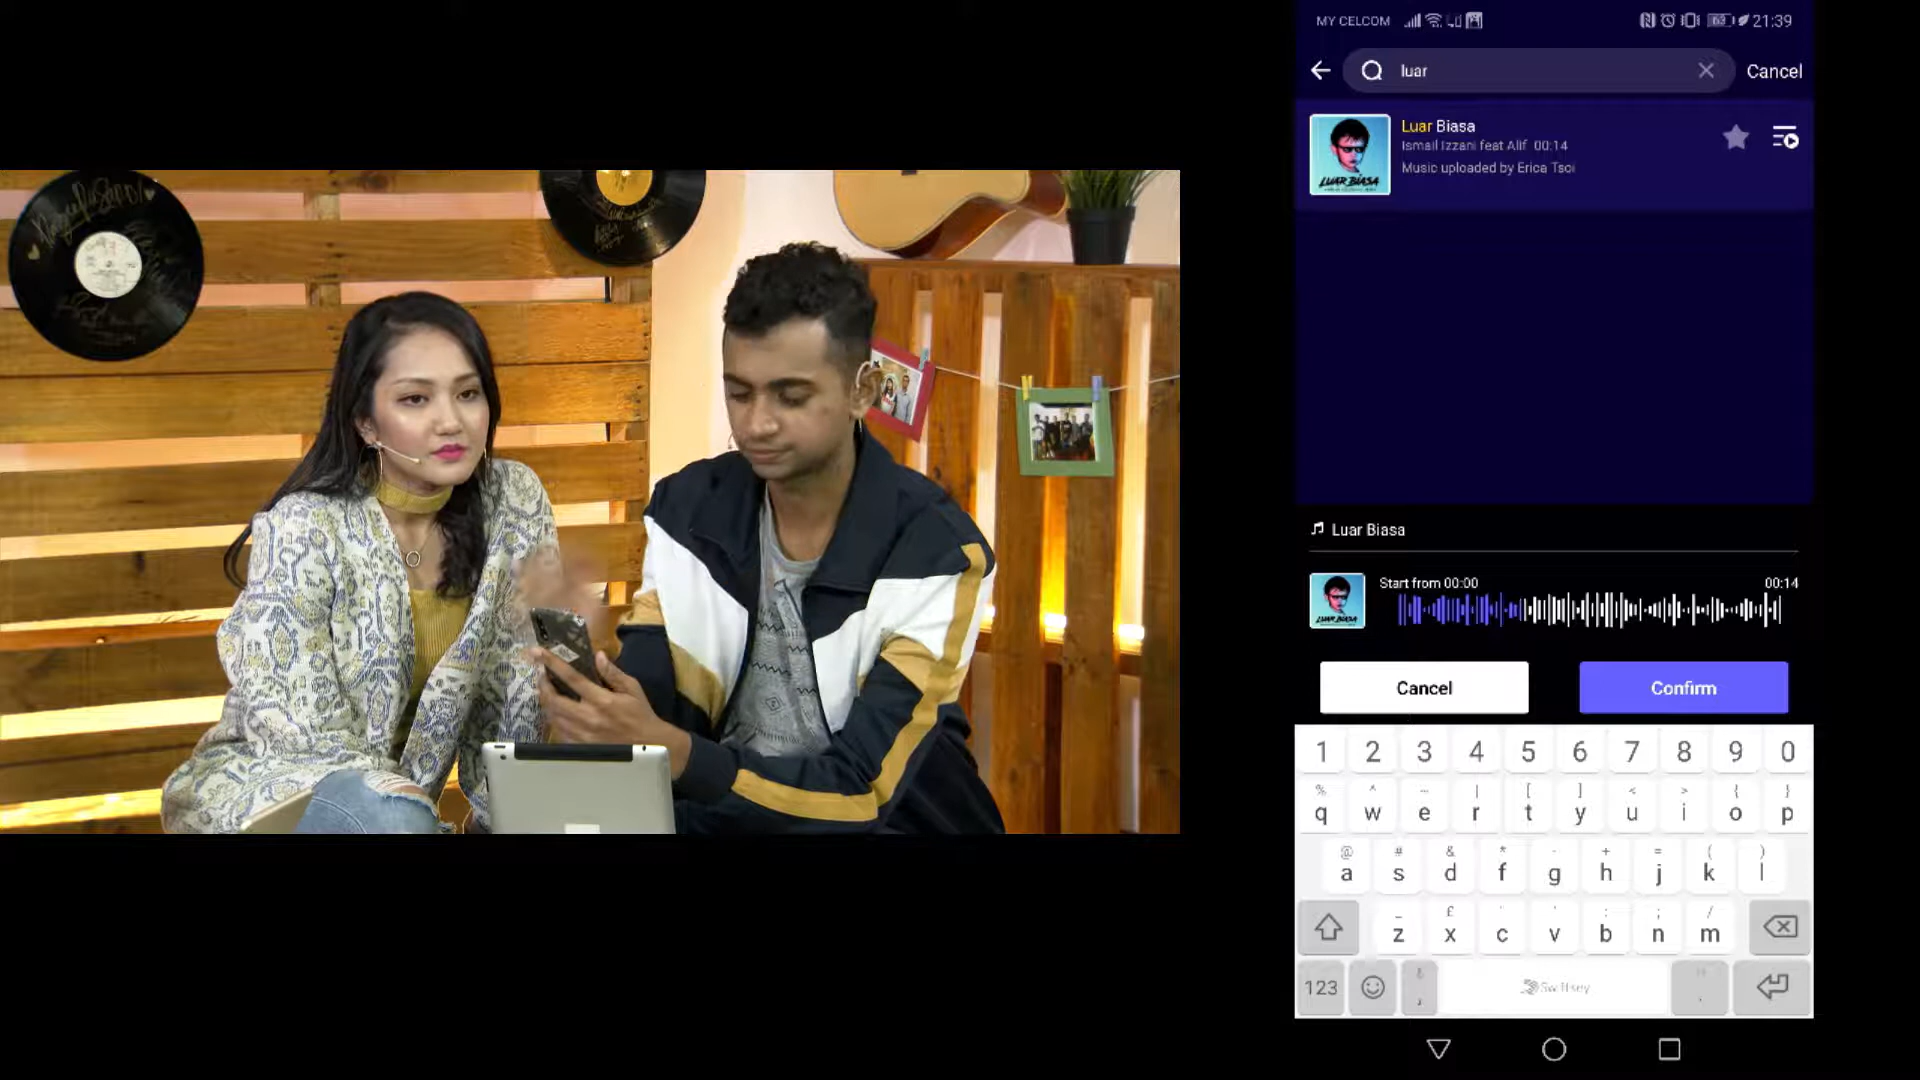 MY CELCOM
21:39
luar
Cancel
Luar Biasa
Ismail Izzani feat Alif 00:14
Music uploaded by Erica Tsoi
LUAR BIASA
Luar Biasa
Start from 00:00
00:14
LUAR BIASA
Cancel
Confirm
1 2 3 4 5 6 7 8 9 0
q w e r t y u i o p
a s d f g h j k l
z x c v b n m
123